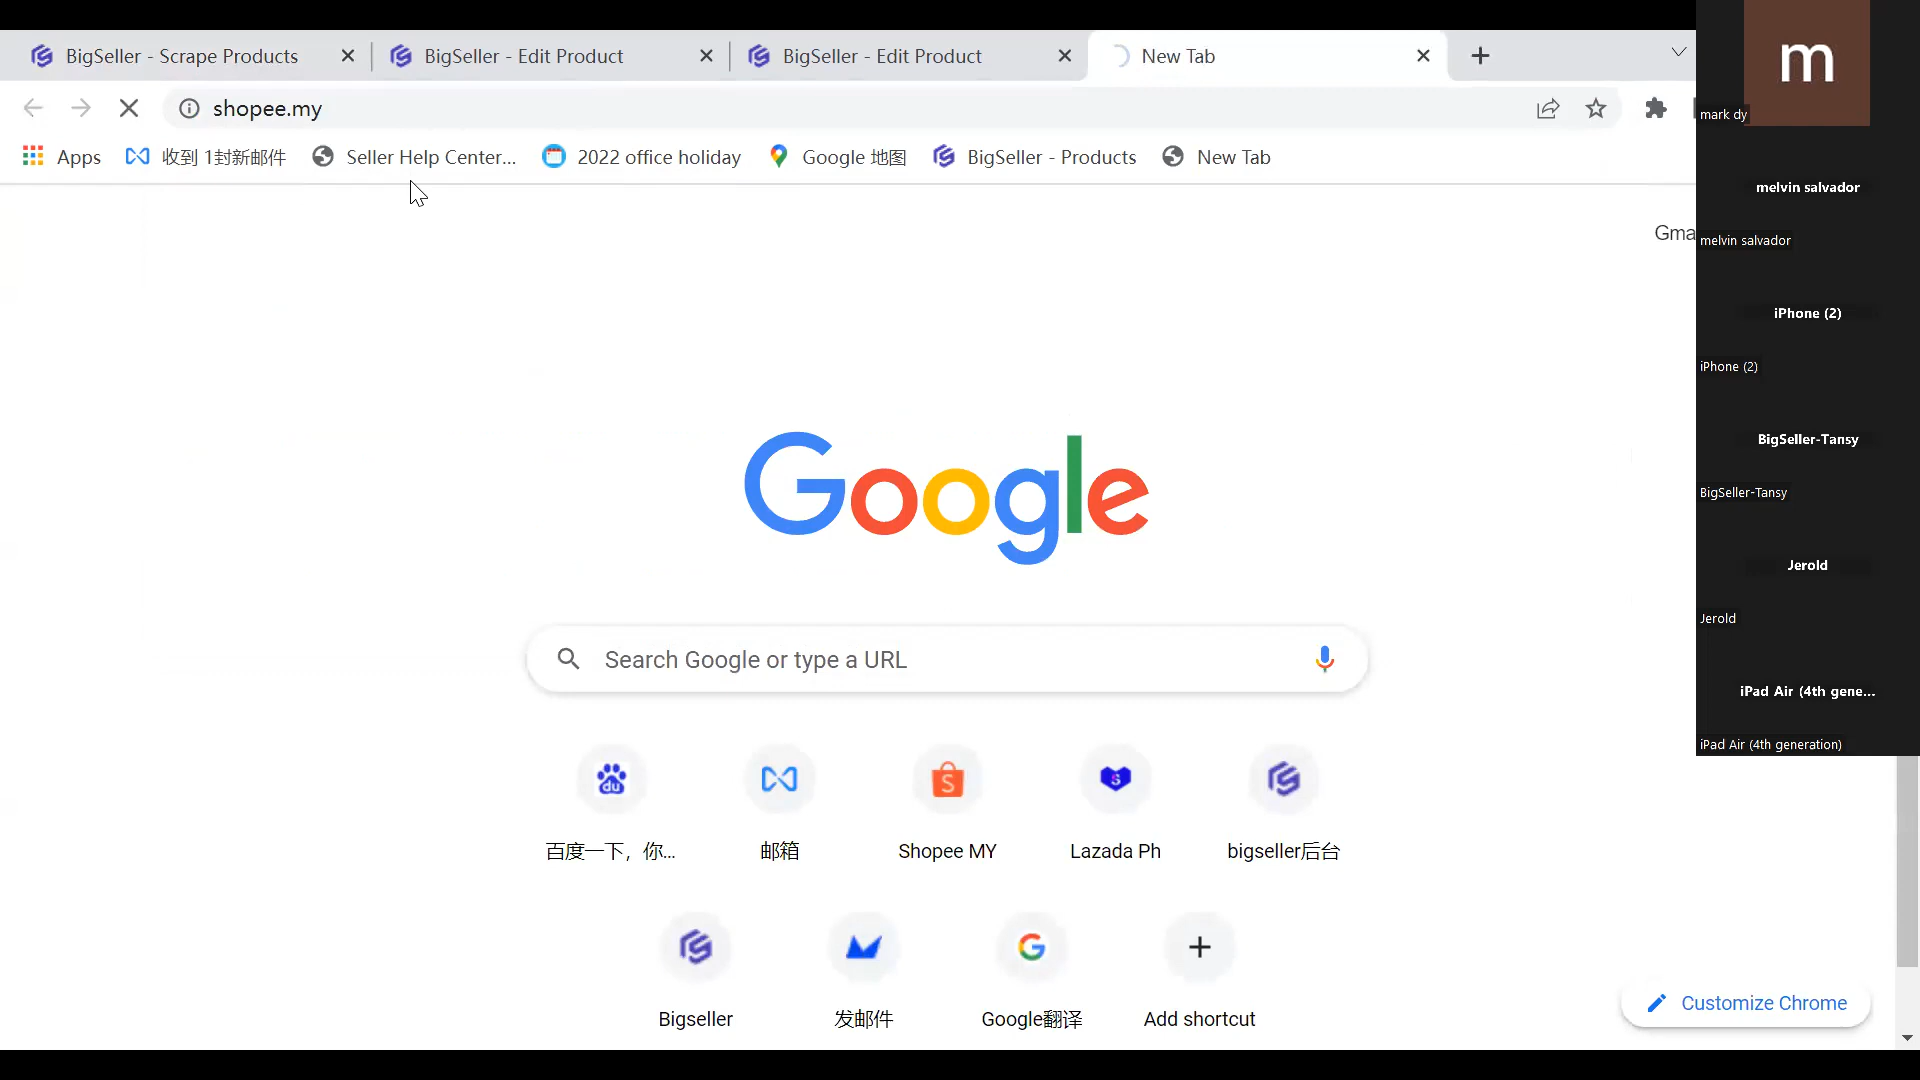 BigSeller - Scrape Products
BigSeller - Edit Product
BigSeller - Edit Product
New Tab
shopee.my
Apps
收到 1封新邮件
Seller Help Center...
2022 office holiday
Google 地图
BigSeller - Products
New Tab
Gma
Google
Search Google or type a URL
du
S
S
百度一下，你...
邮箱
Shopee MY
Lazada Ph
bigseller后台
Bigseller
发邮件
Google翻译
Add shortcut
Customize Chrome
m
mark dy
melvin salvador
melvin salvador
iPhone (2)
iPhone (2)
BigSeller-Tansy
BigSeller-Tansy
Jerold
Jerold
iPad Air (4th gene...
iPad Air (4th generation)